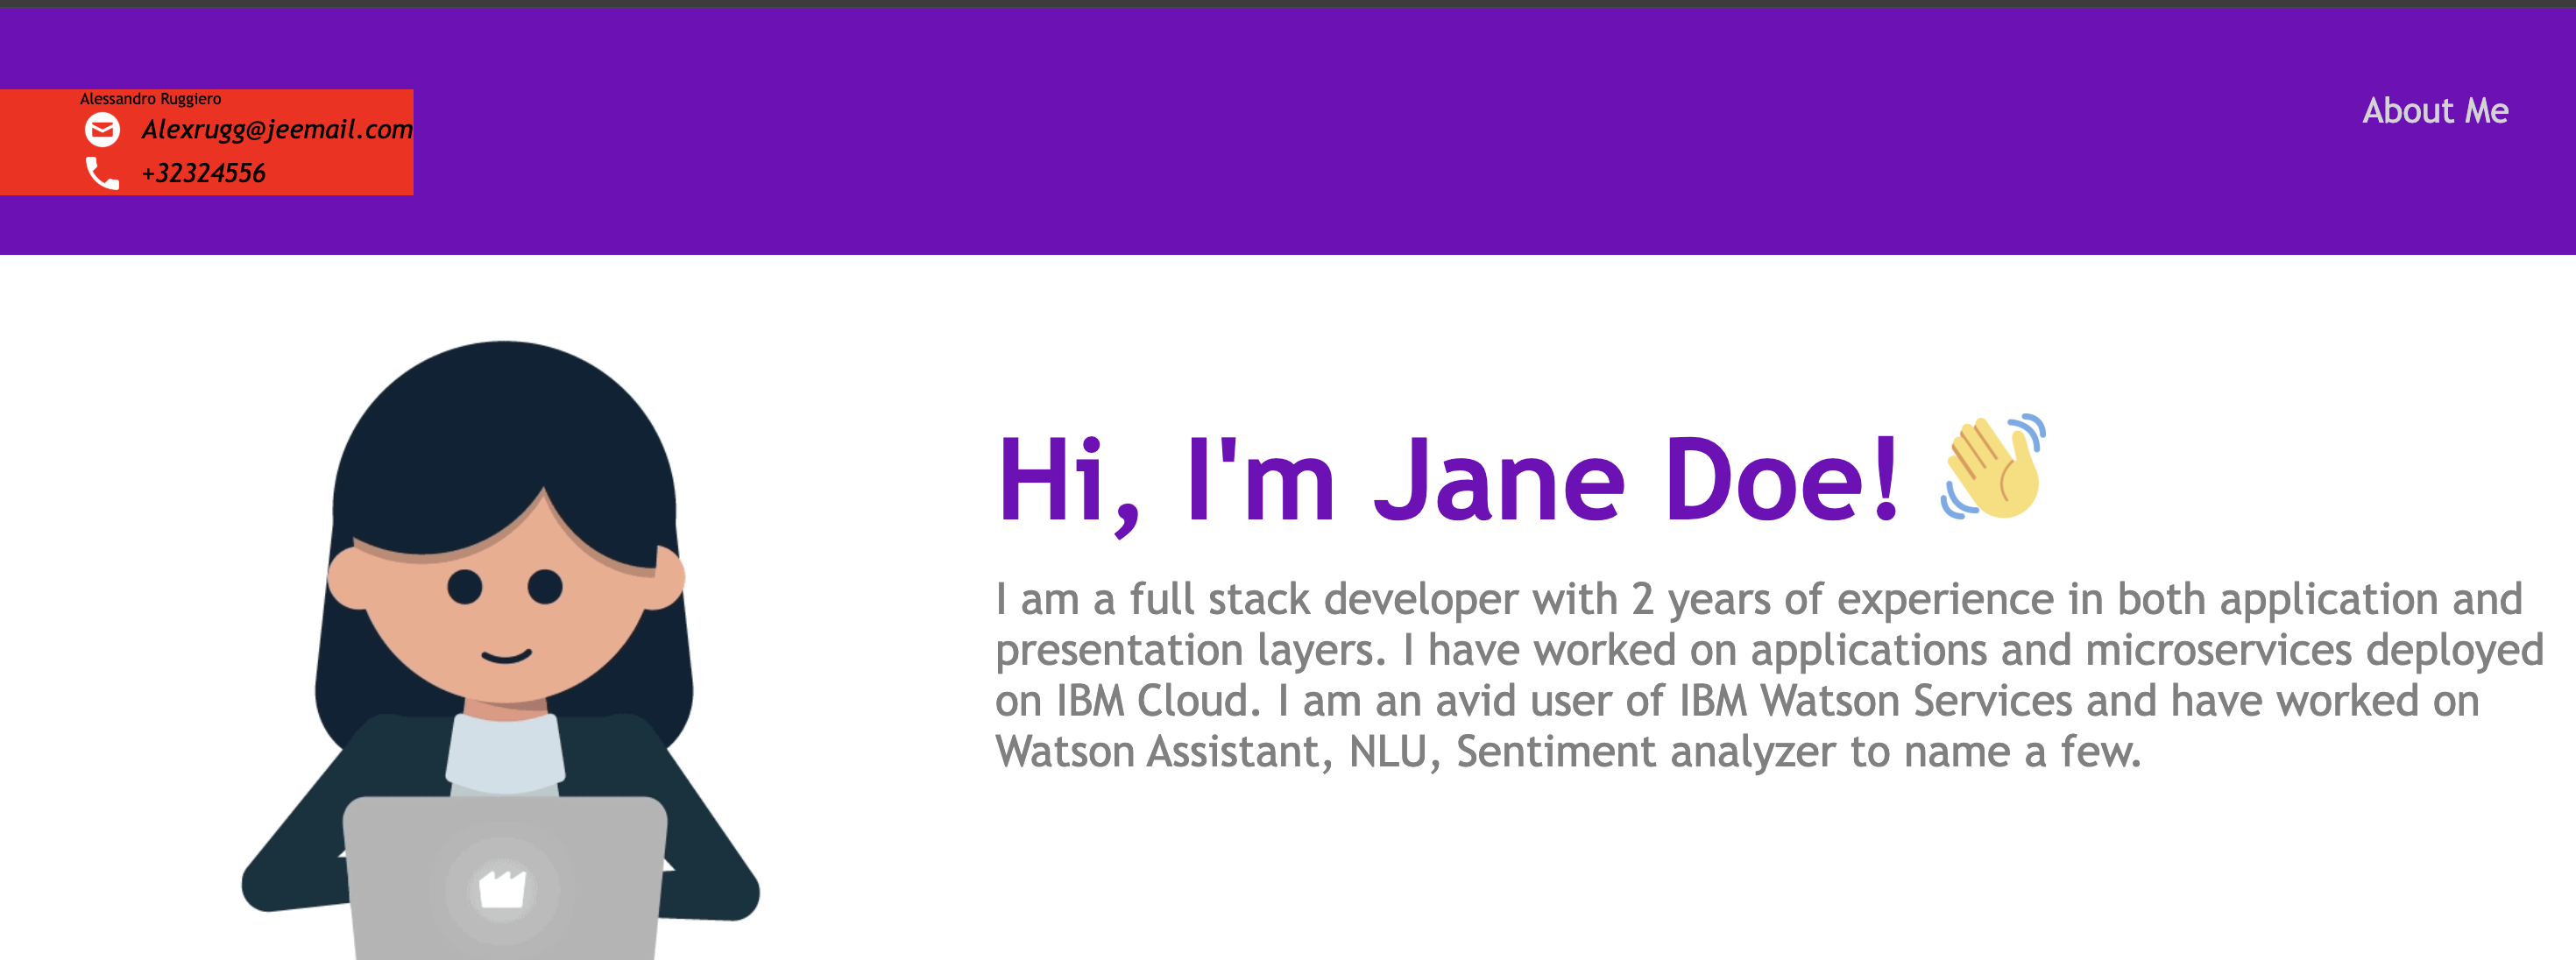 Alessandro Ruggiero
Alexrugg@jeemail.com
+32324556
About Me
Hi, I'm Jane Doe!
I am a full stack developer with 2 years of experience in both application and
presentation layers. I have worked on applications and microservices deployed
on IBM Cloud. I am an avid user of IBM Watson Services and have worked on
Watson Assistant, NLU, Sentiment analyzer to name a few.